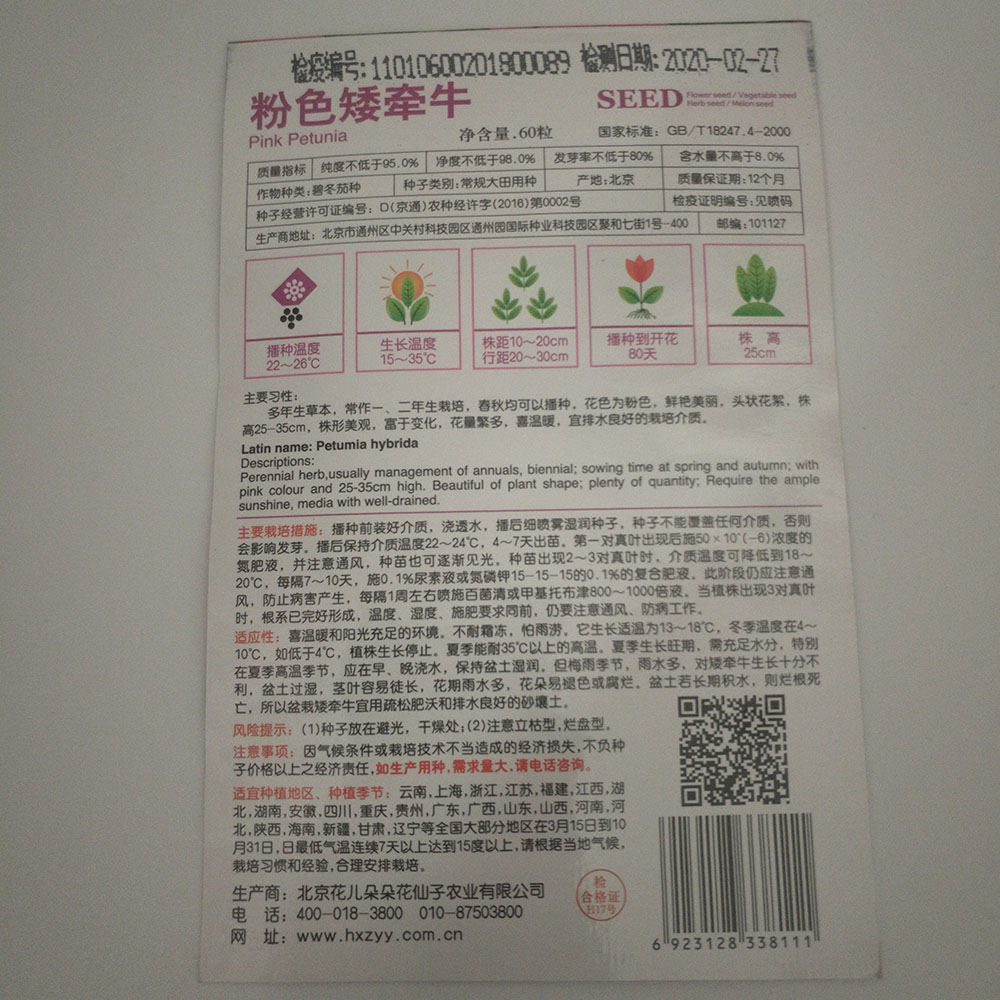 检疫编号:11010600201800089 检测日期:2020-02-27
粉色矮牵牛
Pink Petunia
净含量.60粒
SEED
Flower seed / Vegetable seed
Herb seed / Melon seed
国家标准：GB/T18247.4-2000
质量指标 纯度不低于95.0% 净度不低于98.0% 发芽率不低于80% 含水量不高于8.0%
作物种类:碧冬茄种 种子类别:常规大田用种 产地:北京 质量保证期:12个月
种子经营许可证编号：D(京通)农种经许字(2016)第0002号 检疫证明编号:见喷码
生产商地址：北京市通州区中关村科技园区通州园国际种业科技园区聚和七街1号-400 邮编:101127
播种温度
22～26℃
生长温度
15～35℃
株距10～20cm
行距20～30cm
播种到开花
80天
株 高
25cm
主要习性：
多年生草本，常作一、二年生栽培，春秋均可以播种，花色为粉色，鲜艳美丽，头状花絮，株
高25-35cm，株形美观，富于变化，花量繁多，喜温暖，宜排水良好的栽培介质。
Latin name: Petumia hybrida
Descriptions:
Perennial herb,usually management of annuals, biennial; sowing time at spring and autumn; with
pink colour and 25-35cm high. Beautiful of plant shape; plenty of quantity; Require the ample
sunshine, media with well-drained.
主要栽培措施：播种前装好介质，浇透水，播后细喷雾湿润种子，种子不能覆盖任何介质，否则
会影响发芽。播后保持介质温度22～24℃，4～7天出苗。第一对真叶出现后施50×10ˆ(-6)浓度的
氮肥液，并注意通风，种苗也可逐渐见光。种苗出现2～3对真叶时，介质温度可降低到18～
20℃，每隔7～10天，施0.1%尿素液或氮磷钾15-15-15的0.1%的复合肥液。此阶段仍应注意通
风，防止病害产生，每隔1周左右喷施百菌清或甲基托布津800～1000倍液。当植株出现3对真叶
时，根系已完好形成，温度、湿度、施肥要求同前，仍要注意通风、防病工作。
适应性：喜温暖和阳光充足的环境。不耐霜冻，怕雨涝。它生长适温为13～18℃，冬季温度在4～
10℃，如低于4℃，植株生长停止。夏季能耐35℃以上的高温。夏季生长旺期，需充足水分，特别
在夏季高温季节，应在早、晚浇水，保持盆土湿润。但梅雨季节，雨水多，对矮牵牛生长十分不
利，盆土过湿，茎叶容易徒长，花期雨水多，花朵易褪色或腐烂。盆土若长期积水，则烂根死
亡，所以盆栽矮牵牛宜用疏松肥沃和排水良好的砂壤土。
风险提示：(1)种子放在避光，干燥处;(2)注意立枯型,烂盘型。
注意事项：因气候条件或栽培技术不当造成的经济损失,不负种
子价格以上之经济责任,如生产用种,需求量大,请电话咨询。
适宜种植地区、种植季节：云南,上海,浙江,江苏,福建,江西,湖
北,湖南,安徽,四川,重庆,贵州,广东,广西,山东,山西,河南,河
北,陕西,海南,新疆,甘肃,辽宁等全国大部分地区在3月15日到10
月31日,日最低气温连续7天以上达到15度以上,请根据当地气候,
栽培习惯和经验,合理安排栽培。
生产商：北京花儿朵朵花仙子农业有限公司
电 话：400-018-3800 010-87503800
网 址：www.hxzyy.com.cn
检
合格证
017号
6 923128 338111